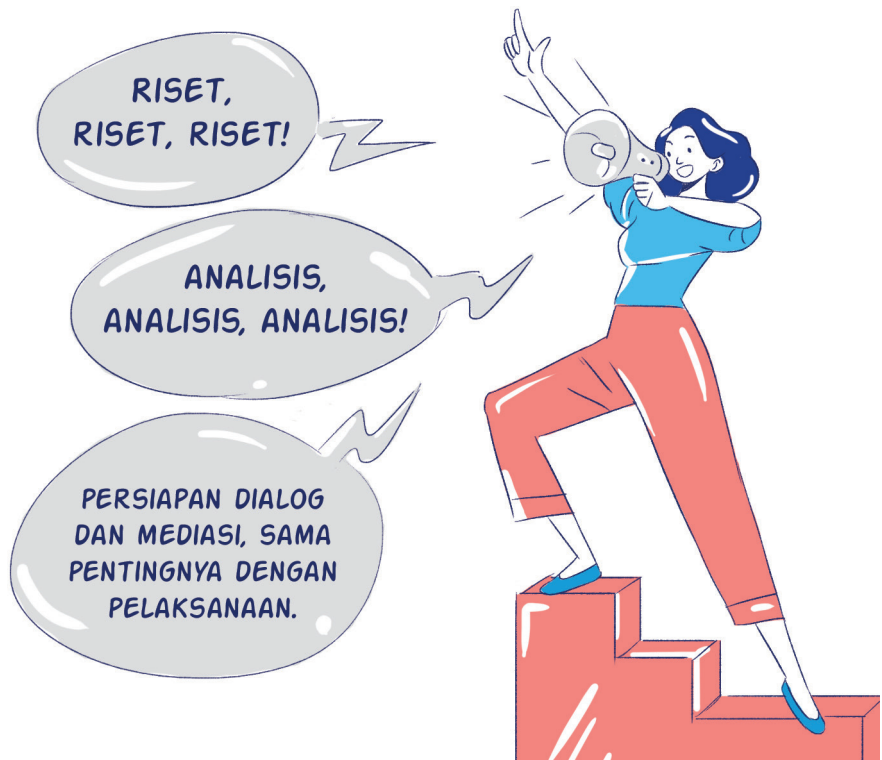 RISET,
RISET, RISET!
ANALISIS,
ANALISIS, ANALISIS!
PERSIAPAN DIALOG
DAN MEDIASI, SAMA
PENTINGNYA DENGAN
PELAKSANAAN.